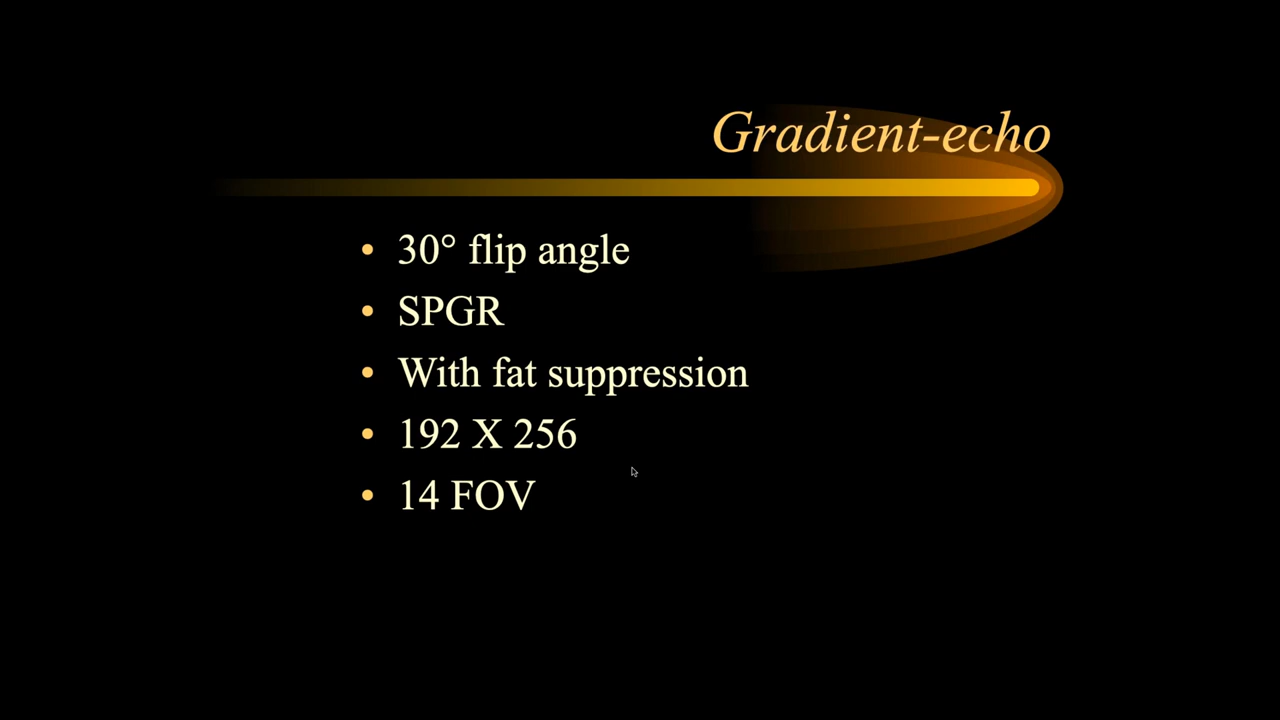 Gradient-echo
• 30° flip angle
• SPGR
• With fat suppression
• 192 X 256
• 14 FOV